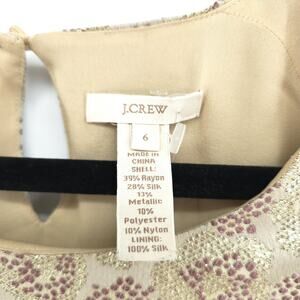 J.CREW
6
MADE IN
CHINA
SHELL:
39% Rayon
28% Silk
13%
Metallic
10%
Polyester
10% Nylon
LINING:
100% Silk